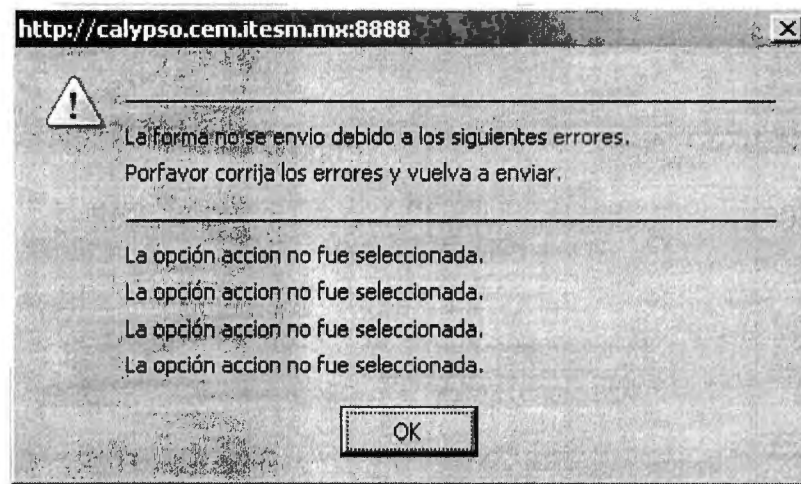 http://calypso.cem.itesm.mx:8888
La forma no se envio debido a los siguientes errores.
Porfavor corrija los errores y vuelva a enviar.
La opción accion no fue seleccionada.
La opción accion no fue seleccionada.
La opción accion no fue seleccionada.
La opción accion no fue seleccionada.
OK